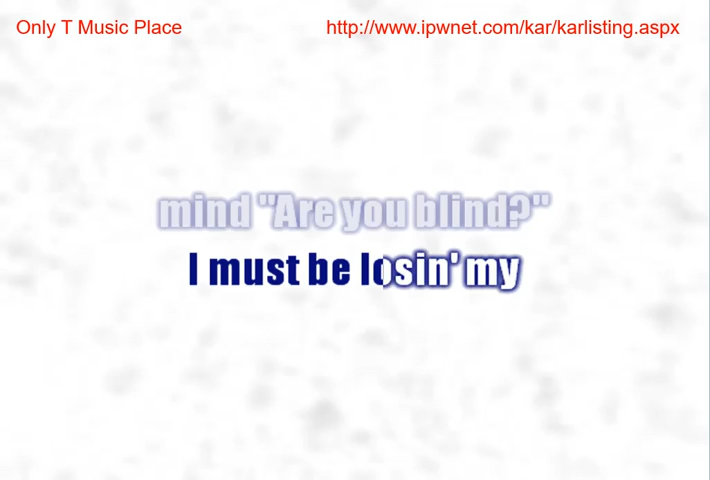 Only T Music Place http://www.ipwnet.com/kar/karlisting.aspx
mind "Are you blind?"
I must be losin' my